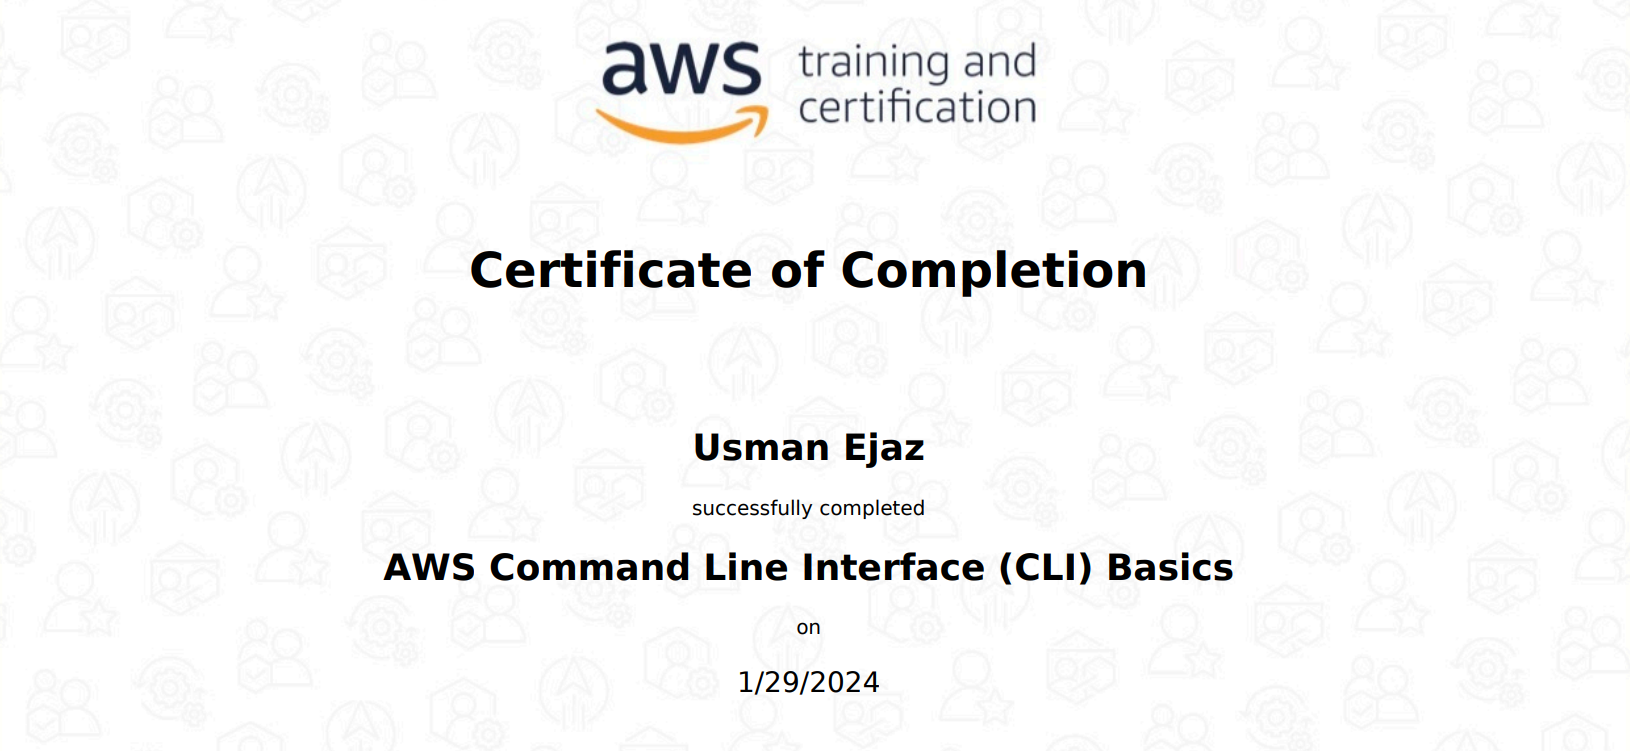 aws training and
certification
Certificate of Completion
Usman Ejaz
successfully completed
AWS Command Line Interface (CLI) Basics
on
1/29/2024